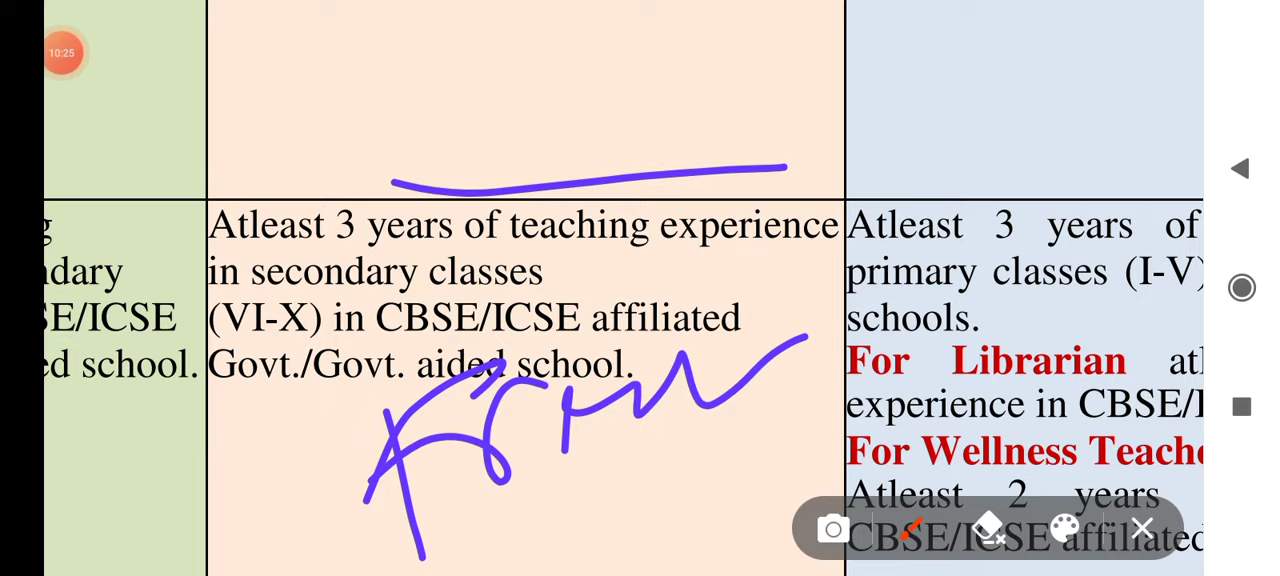 10:25
g
ndary
SE/ICSE
ed school.
Atleast 3 years of teaching experience
in secondary classes
(VI-X) in CBSE/ICSE affiliated
Govt./Govt. aided school.
Atleast 3 years of
primary classes (I-V)
schools.
For Librarian atl
experience in CBSE/I
For Wellness Teache
Atleast 2 years
CBSE/ICSE affiliated